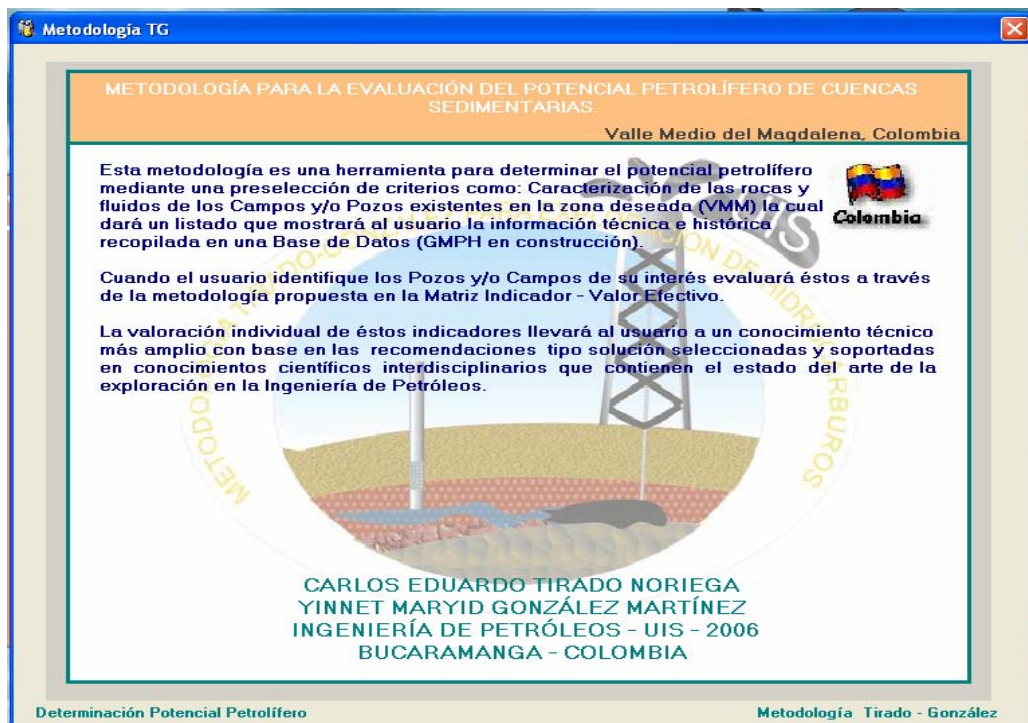 Metodología TG
METODOLOGÍA PARA LA EVALUACIÓN DEL POTENCIAL PETROLÍFERO DE CUENCAS
SEDIMENTARIAS.
Valle Medio del Magdalena, Colombia
Esta metodología es una herramienta para determinar el potencial petrolífero
mediante una preselección de criterios como: Caracterización de las rocas y
fluidos de los Campos y/o Pozos existentes en la zona deseada (VMM) la cual
dará un listado que mostrará al usuario la información técnica e histórica
recopilada en una Base de Datos (GMPH en construcción).
Colombia
Cuando el usuario identifique los Pozos y/o Campos de su interés evaluará éstos a través
de la metodología propuesta en la Matriz Indicador - Valor Efectivo.
La valoración individual de éstos indicadores llevará al usuario a un conocimiento técnico
más amplio con base en las recomendaciones tipo solución seleccionadas y soportadas
en conocimientos científicos interdisciplinarios que contienen el estado del arte de la
exploración en la Ingeniería de Petróleos.
UIS
METODOLOGIA TIRADO-GONZALEZ PARA EXPLORACION DE HIDROCARBUROS
CARLOS EDUARDO TIRADO NORIEGA
YINNET MARYID GONZÁLEZ MARTÍNEZ
INGENIERÍA DE PETRÓLEOS - UIS - 2006
BUCARAMANGA - COLOMBIA
Determinación Potencial Petrolífero
Metodología Tirado - González